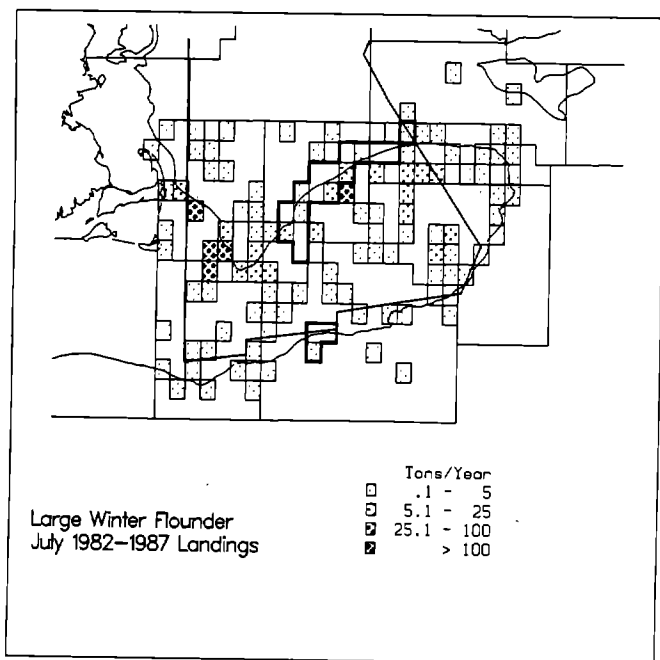 Tons/Year
.1 - 5
5.1 - 25
25.1 - 100
> 100
Large Winter Flounder
July 1982-1987 Landings